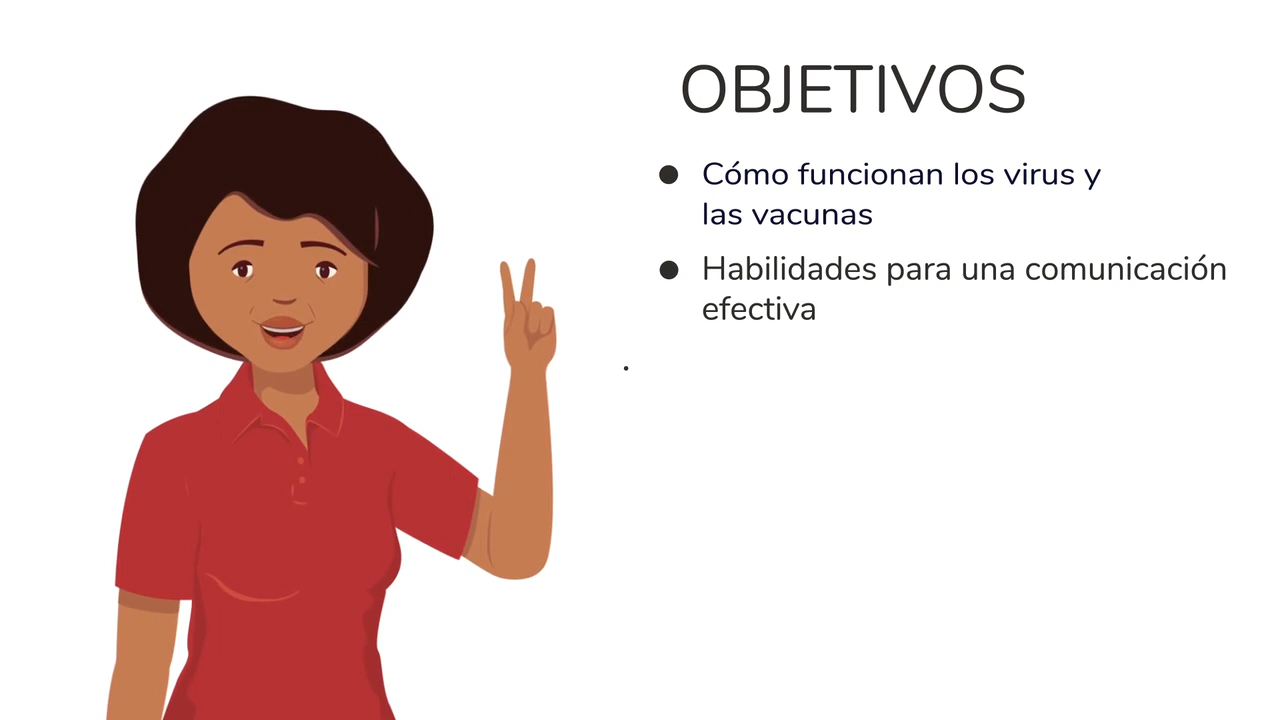 OBJETIVOS
● Cómo funcionan los virus y
las vacunas
● Habilidades para una comunicación
efectiva